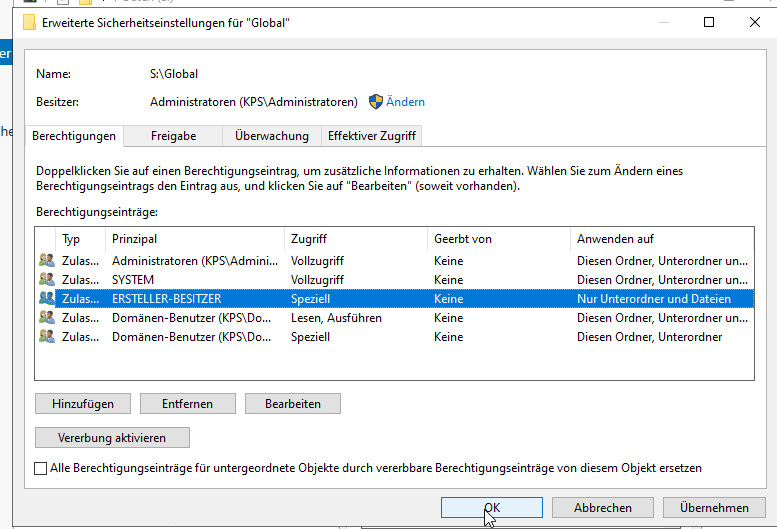 Erweiterte Sicherheitseinstellungen für "Global"
Name: S:\Global
Besitzer: Administratoren (KPS\Administratoren) Ändern
Berechtigungen Freigabe Überwachung Effektiver Zugriff
Doppelklicken Sie auf einen Berechtigungseintrag, um zusätzliche Informationen zu erhalten. Wählen Sie zum Ändern eines
Berechtigungseintrags den Eintrag aus, und klicken Sie auf "Bearbeiten" (soweit vorhanden).
Berechtigungseinträge:
Typ Prinzipal Zugriff Geerbt von Anwenden auf
Zulas... Administratoren (KPS\Admini... Vollzugriff Keine Diesen Ordner, Unterordner un...
Zulas... SYSTEM Vollzugriff Keine Diesen Ordner, Unterordner un...
Zulas... ERSTELLER-BESITZER Speziell Keine Nur Unterordner und Dateien
Zulas... Domänen-Benutzer (KPS\Do... Lesen, Ausführen Keine Diesen Ordner, Unterordner un...
Zulas... Domänen-Benutzer (KPS\Do... Speziell Keine Diesen Ordner, Unterordner
Hinzufügen Entfernen Bearbeiten
Vererbung aktivieren
Alle Berechtigungseinträge für untergeordnete Objekte durch vererbbare Berechtigungseinträge von diesem Objekt ersetzen
OK Abbrechen Übernehmen